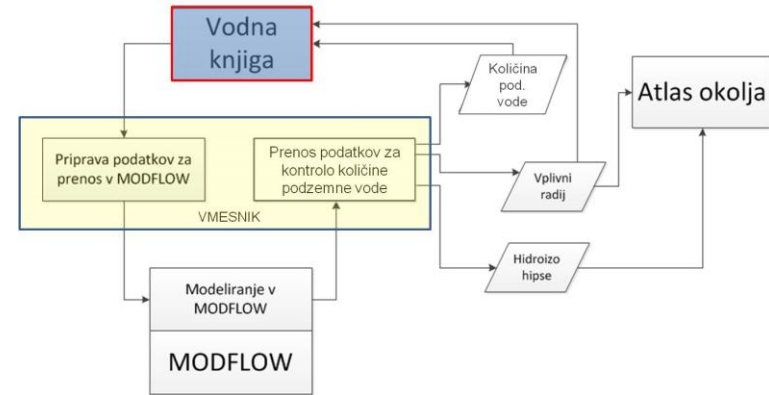 Vodna
knjiga
Količina
pod.
vode
Atlas okolja
Priprava podatkov za
prenos v MODFLOW
Prenos podatkov za
kontrolo količine
podzemne vode
VMESNIK
Vplivni
radij
Hidroizo
hipse
Modeliranje v
MODFLOW
MODFLOW